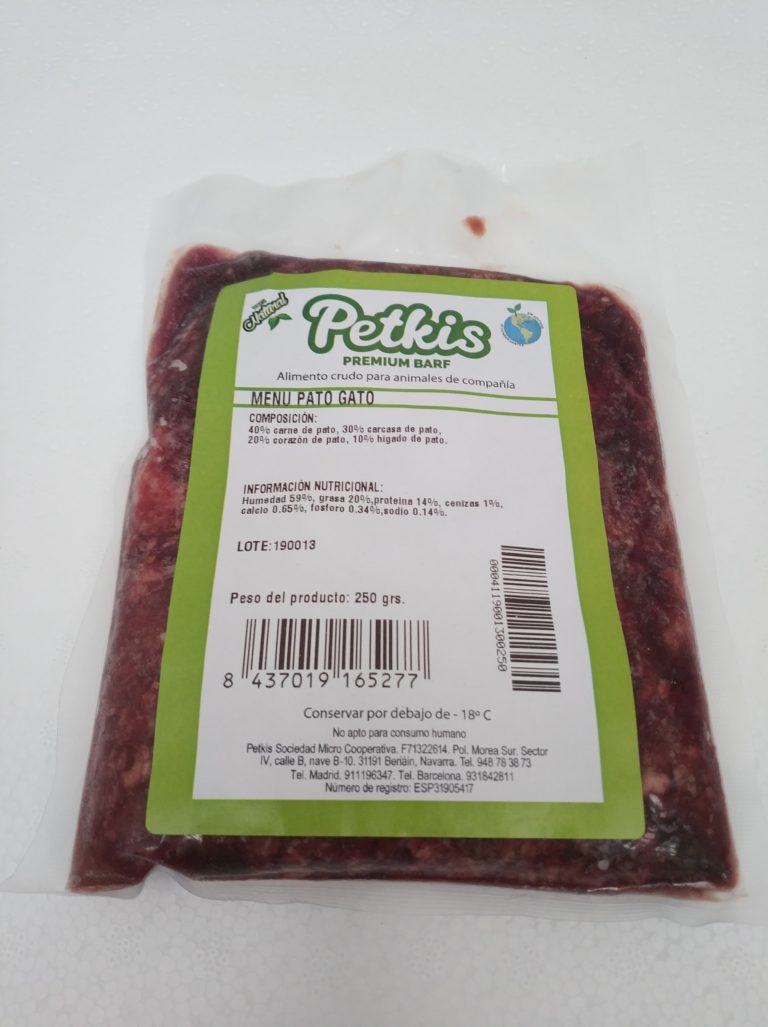 100% Natural
Petkis
PREMIUM BARF
Alimento crudo para animales de compañía
MENU PATO GATO
COMPOSICIÓN:
40% carne de pato, 30% carcasa de pato,
20% corazón de pato, 10% higado de pato.
INFORMACIÓN NUTRICIONAL:
Humedad 59%, grasa 20%,proteina 14%, cenizas 1%,
calcio 0.65%, fosforo 0.34%,sodio 0.14%.
LOTE:190013
Peso del producto: 250 grs.
8 437019 165277
00004119001300250
Conservar por debajo de - 18º C
No apto para consumo humano
Petkis Sociedad Micro Cooperativa. F71322614. Pol. Morea Sur. Sector
IV, calle B, nave B-10. 31191 Beriáin, Navarra. Tel. 948 78 38 73
Tel. Madrid. 911196347. Tel. Barcelona. 931842811
Número de registro: ESP31905417